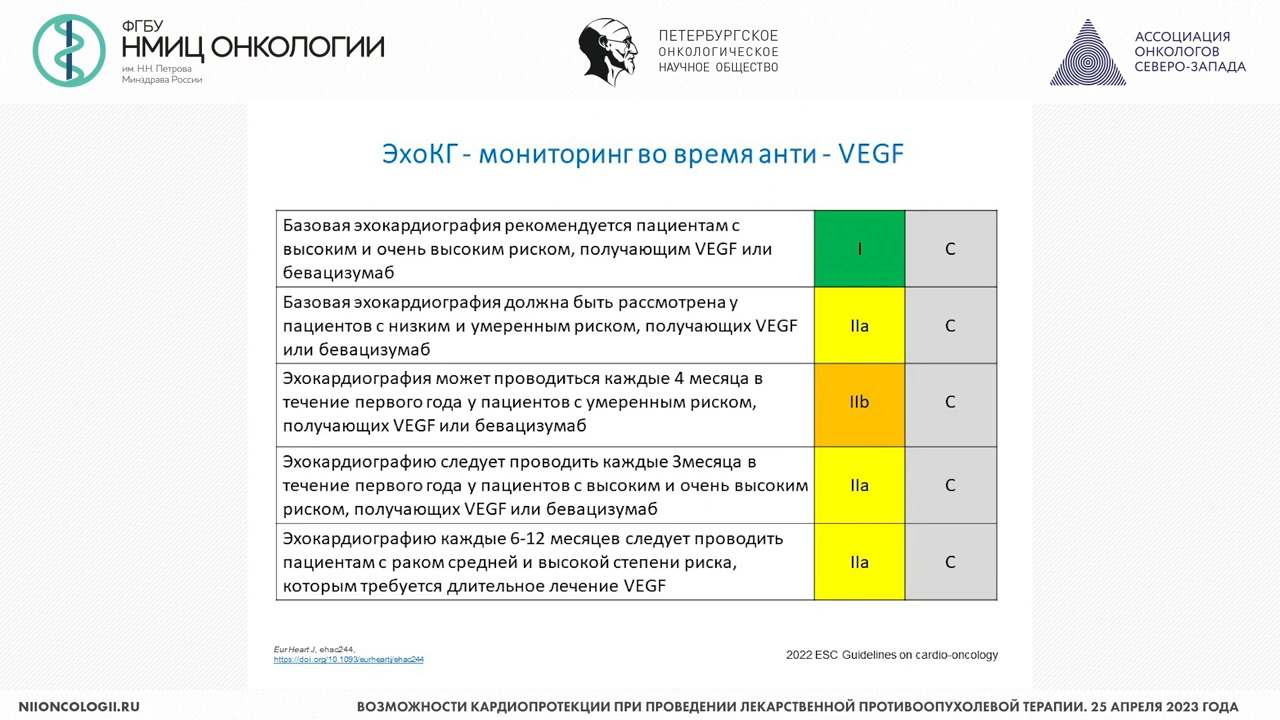 ФГБУ
НМИЦ ОНКОЛОГИИ
им. Н.Н. Петрова
Минздрава России
ПЕТЕРБУРГСКОЕ
ОНКОЛОГИЧЕСКОЕ
НАУЧНОЕ ОБЩЕСТВО
АССОЦИАЦИЯ
ОНКОЛОГОВ
СЕВЕРО-ЗАПАДА
ЭхоКГ - мониторинг во время анти - VEGF
Базовая эхокардиография рекомендуется пациентам с
высоким и очень высоким риском, получающим VEGF или
бевацизумаб
I
C
Базовая эхокардиография должна быть рассмотрена у
пациентов с низким и умеренным риском, получающих VEGF
или бевацизумаб
IIa
C
Эхокардиография может проводиться каждые 4 месяца в
течение первого года у пациентов с умеренным риском,
получающих VEGF или бевацизумаб
IIb
C
Эхокардиографию следует проводить каждые 3месяца в
течение первого года у пациентов с высоким и очень высоким
риском, получающих VEGF или бевацизумаб
IIa
C
Эхокардиографию каждые 6-12 месяцев следует проводить
пациентам с раком средней и высокой степени риска,
которым требуется длительное лечение VEGF
IIa
C
Eur Heart J, ehac244,
https://doi.org/10.1093/eurheartj/ehac244
2022 ESC Guidelines on cardio-oncology
NIIONCOLOGII.RU
ВОЗМОЖНОСТИ КАРДИОПРОТЕКЦИИ ПРИ ПРОВЕДЕНИИ ЛЕКАРСТВЕННОЙ ПРОТИВООПУХОЛЕВОЙ ТЕРАПИИ. 25 АПРЕЛЯ 2023 ГОДА